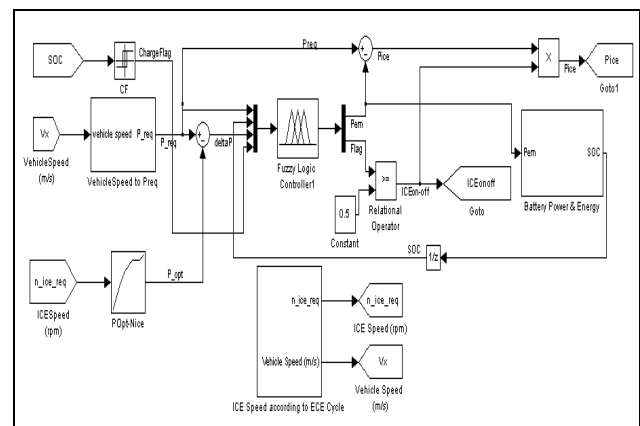 SOC
ChargeFlag
CF
Preq
+
-
Pice
X
Pice
Pice
Goto1
Vx
VehicleSpeed
(m/s)
vehicle speed
P_req
VehicleSpeed to Preq
P_req
+
-
deltaP
Fuzzy Logic
Controller1
Pem
Flag
>=
Relational
Operator
ICEon-off
ICEonoff
Goto
Pem
SOC
Battery Power & Energy
0.5
Constant
SOC
1/z
n_ice_req
ICESpeed
(rpm)
POpt-Nice
P_opt
n_ice_req
Vehicle Speed (m/s)
ICE Speed according to ECE Cycle
n_ice_req
ICE Speed (rpm)
Vx
Vehicle Speed
(m/s)